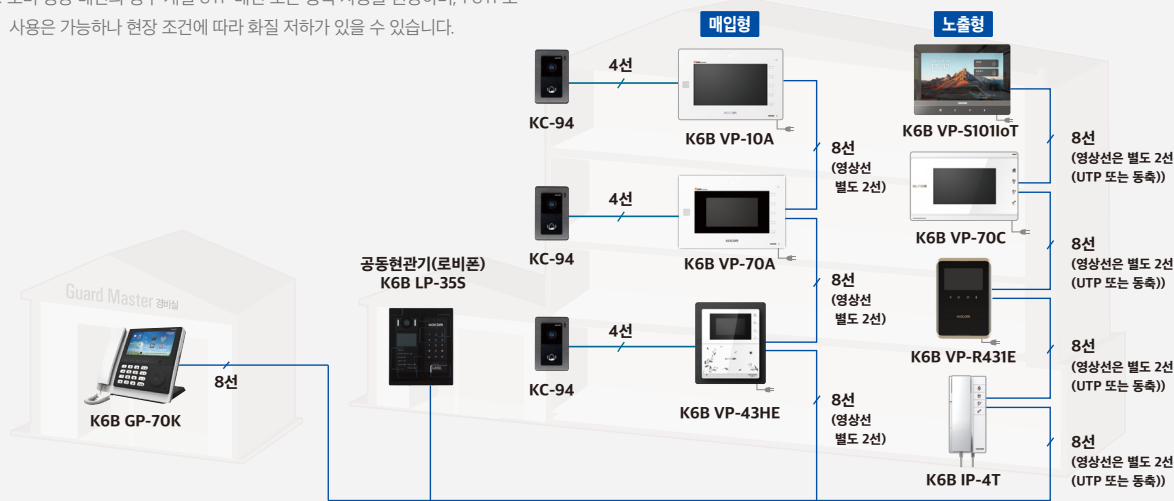 사용은 가능하나 현장 조건에 따라 화질 저하가 있을 수 있습니다.
매입형
노출형
4선
KC-94
K6B VP-10A
K6B VP-S101IoT
8선
(영상선
별도 2선)
8선
(영상선은 별도 2선
(UTP 또는 동축))
4선
KC-94
K6B VP-70A
K6B VP-70C
공동현관기(로비폰)
K6B LP-35S
8선
(영상선
별도 2선)
8선
(영상선은 별도 2선
(UTP 또는 동축))
Guard Master 경비실
8선
K6B GP-70K
4선
KC-94
K6B VP-43HE
K6B VP-R431E
8선
(영상선은 별도 2선
(UTP 또는 동축))
8선
(영상선
별도 2선)
K6B IP-4T
8선
(영상선은 별도 2선
(UTP 또는 동축))